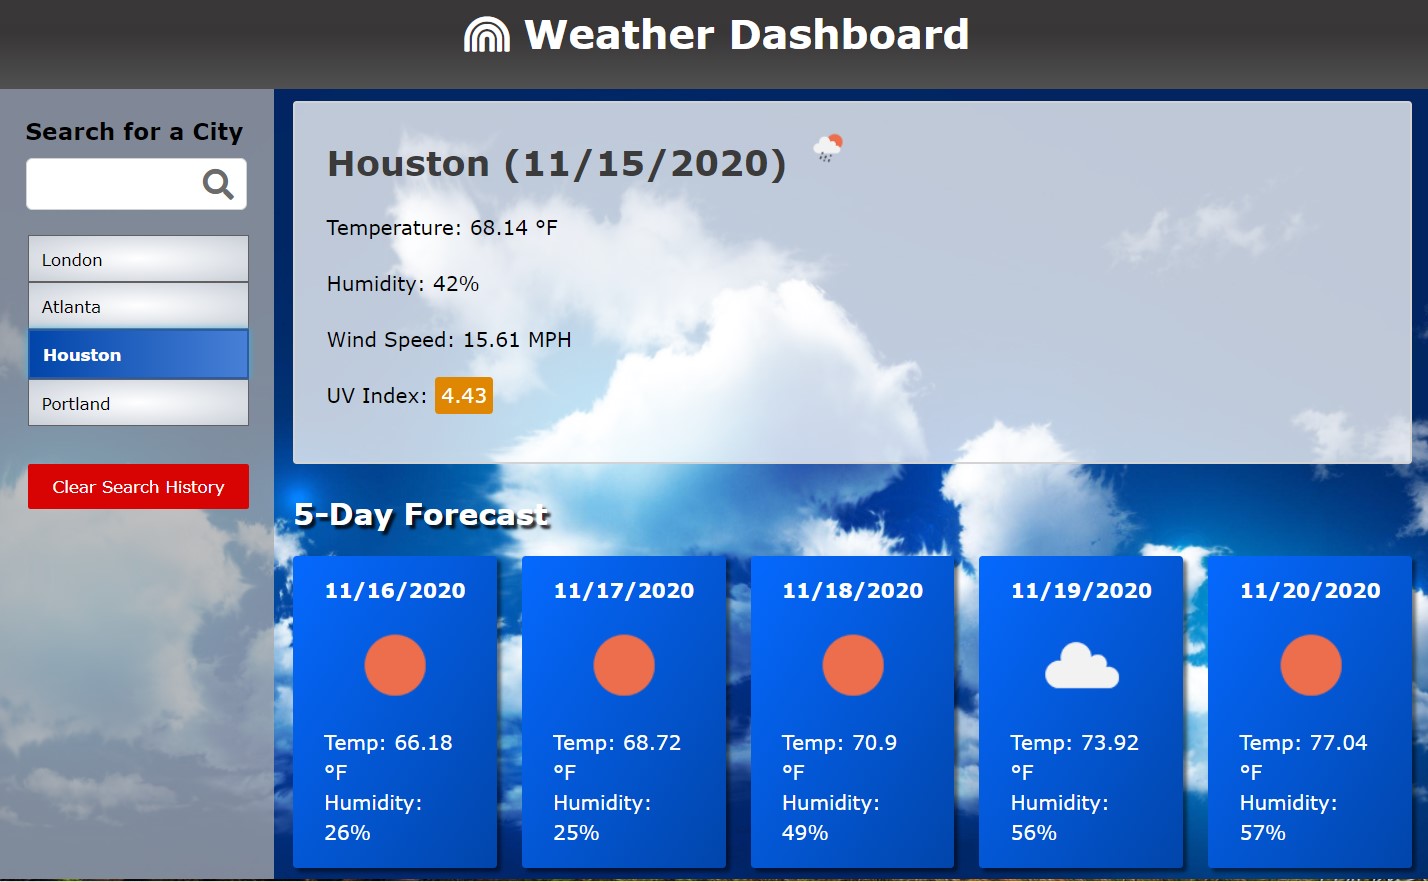 Weather Dashboard
Search for a City
London
Atlanta
Houston
Portland
Clear Search History
Houston (11/15/2020)
Temperature: 68.14 °F
Humidity: 42%
Wind Speed: 15.61 MPH
UV Index: 4.43
5-Day Forecast
11/16/2020
Temp: 66.18
°F
Humidity:
26%
11/17/2020
Temp: 68.72
°F
Humidity:
25%
11/18/2020
Temp: 70.9
°F
Humidity:
49%
11/19/2020
Temp: 73.92
°F
Humidity:
56%
11/20/2020
Temp: 77.04
°F
Humidity:
57%